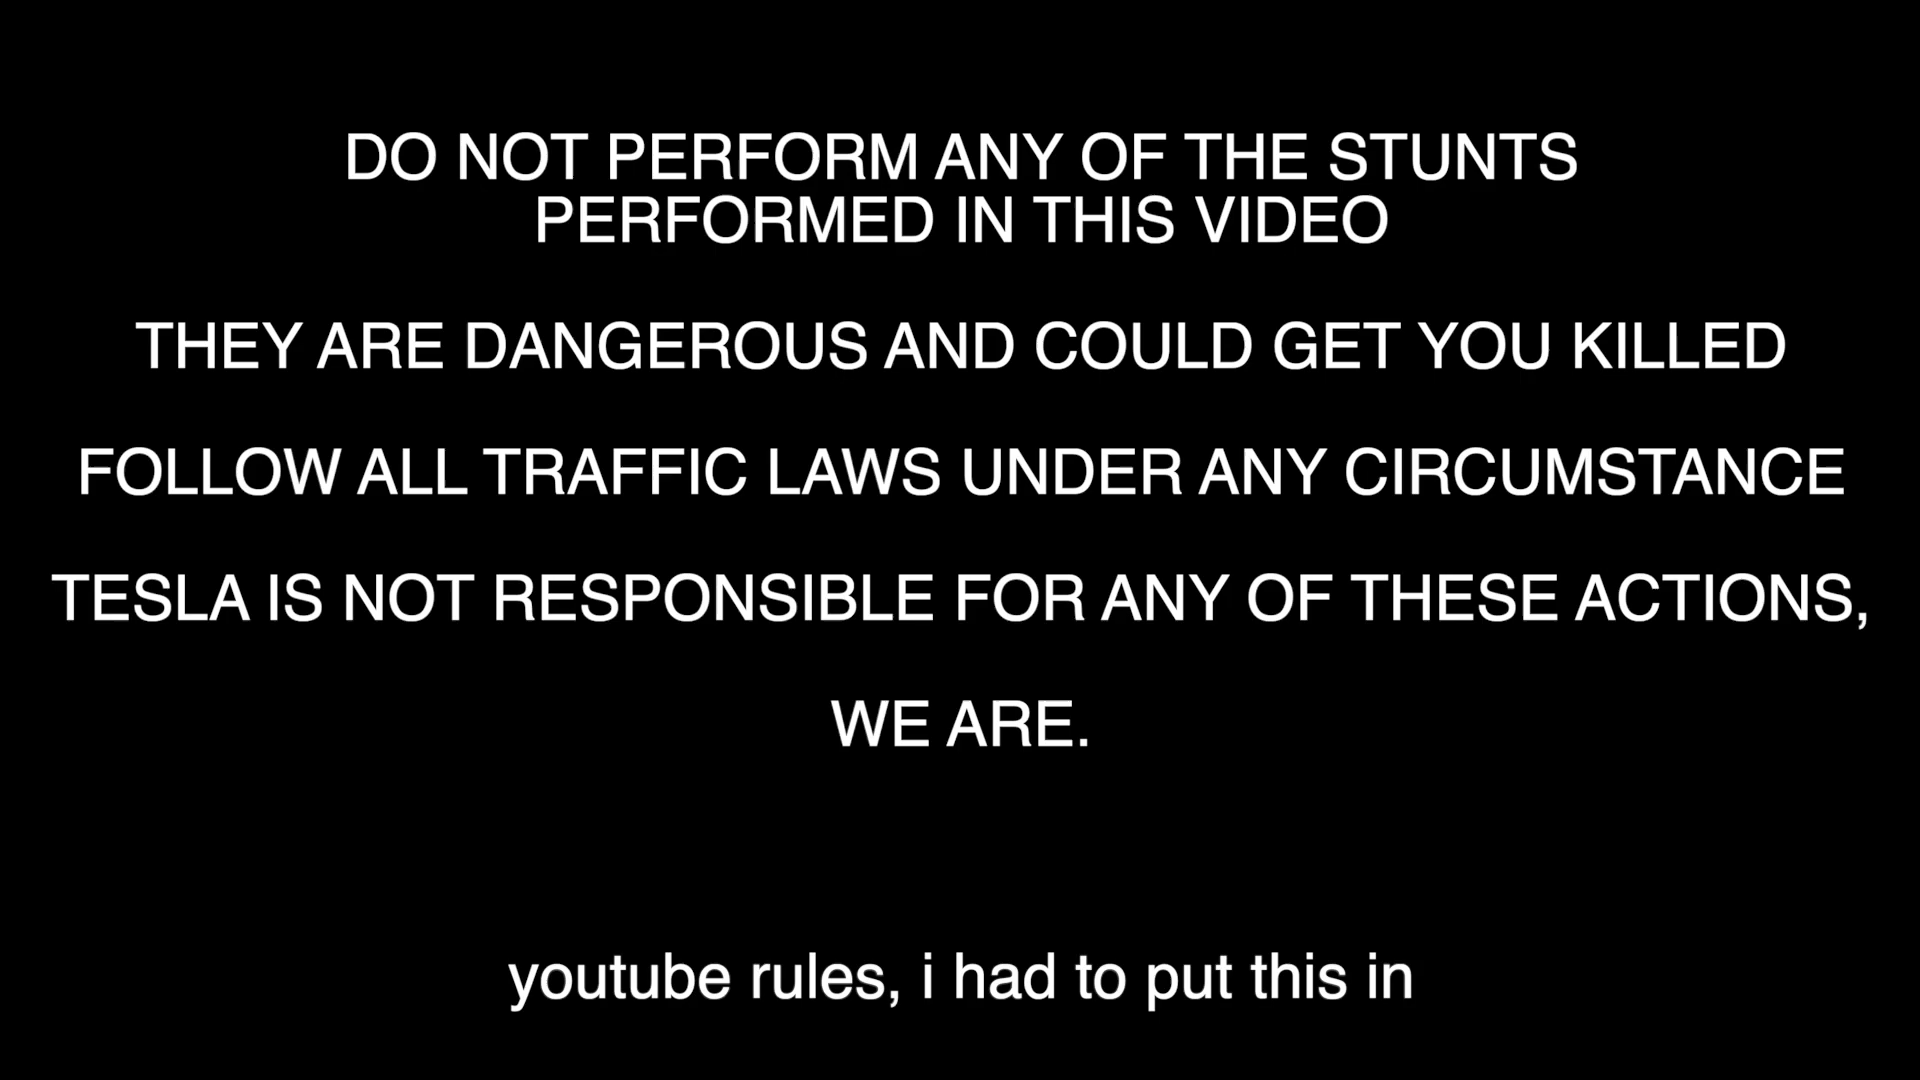 DO NOT PERFORM ANY OF THE STUNTS
PERFORMED IN THIS VIDEO
THEY ARE DANGEROUS AND COULD GET YOU KILLED
FOLLOW ALL TRAFFIC LAWS UNDER ANY CIRCUMSTANCE
TESLA IS NOT RESPONSIBLE FOR ANY OF THESE ACTIONS,
WE ARE.
youtube rules, i had to put this in